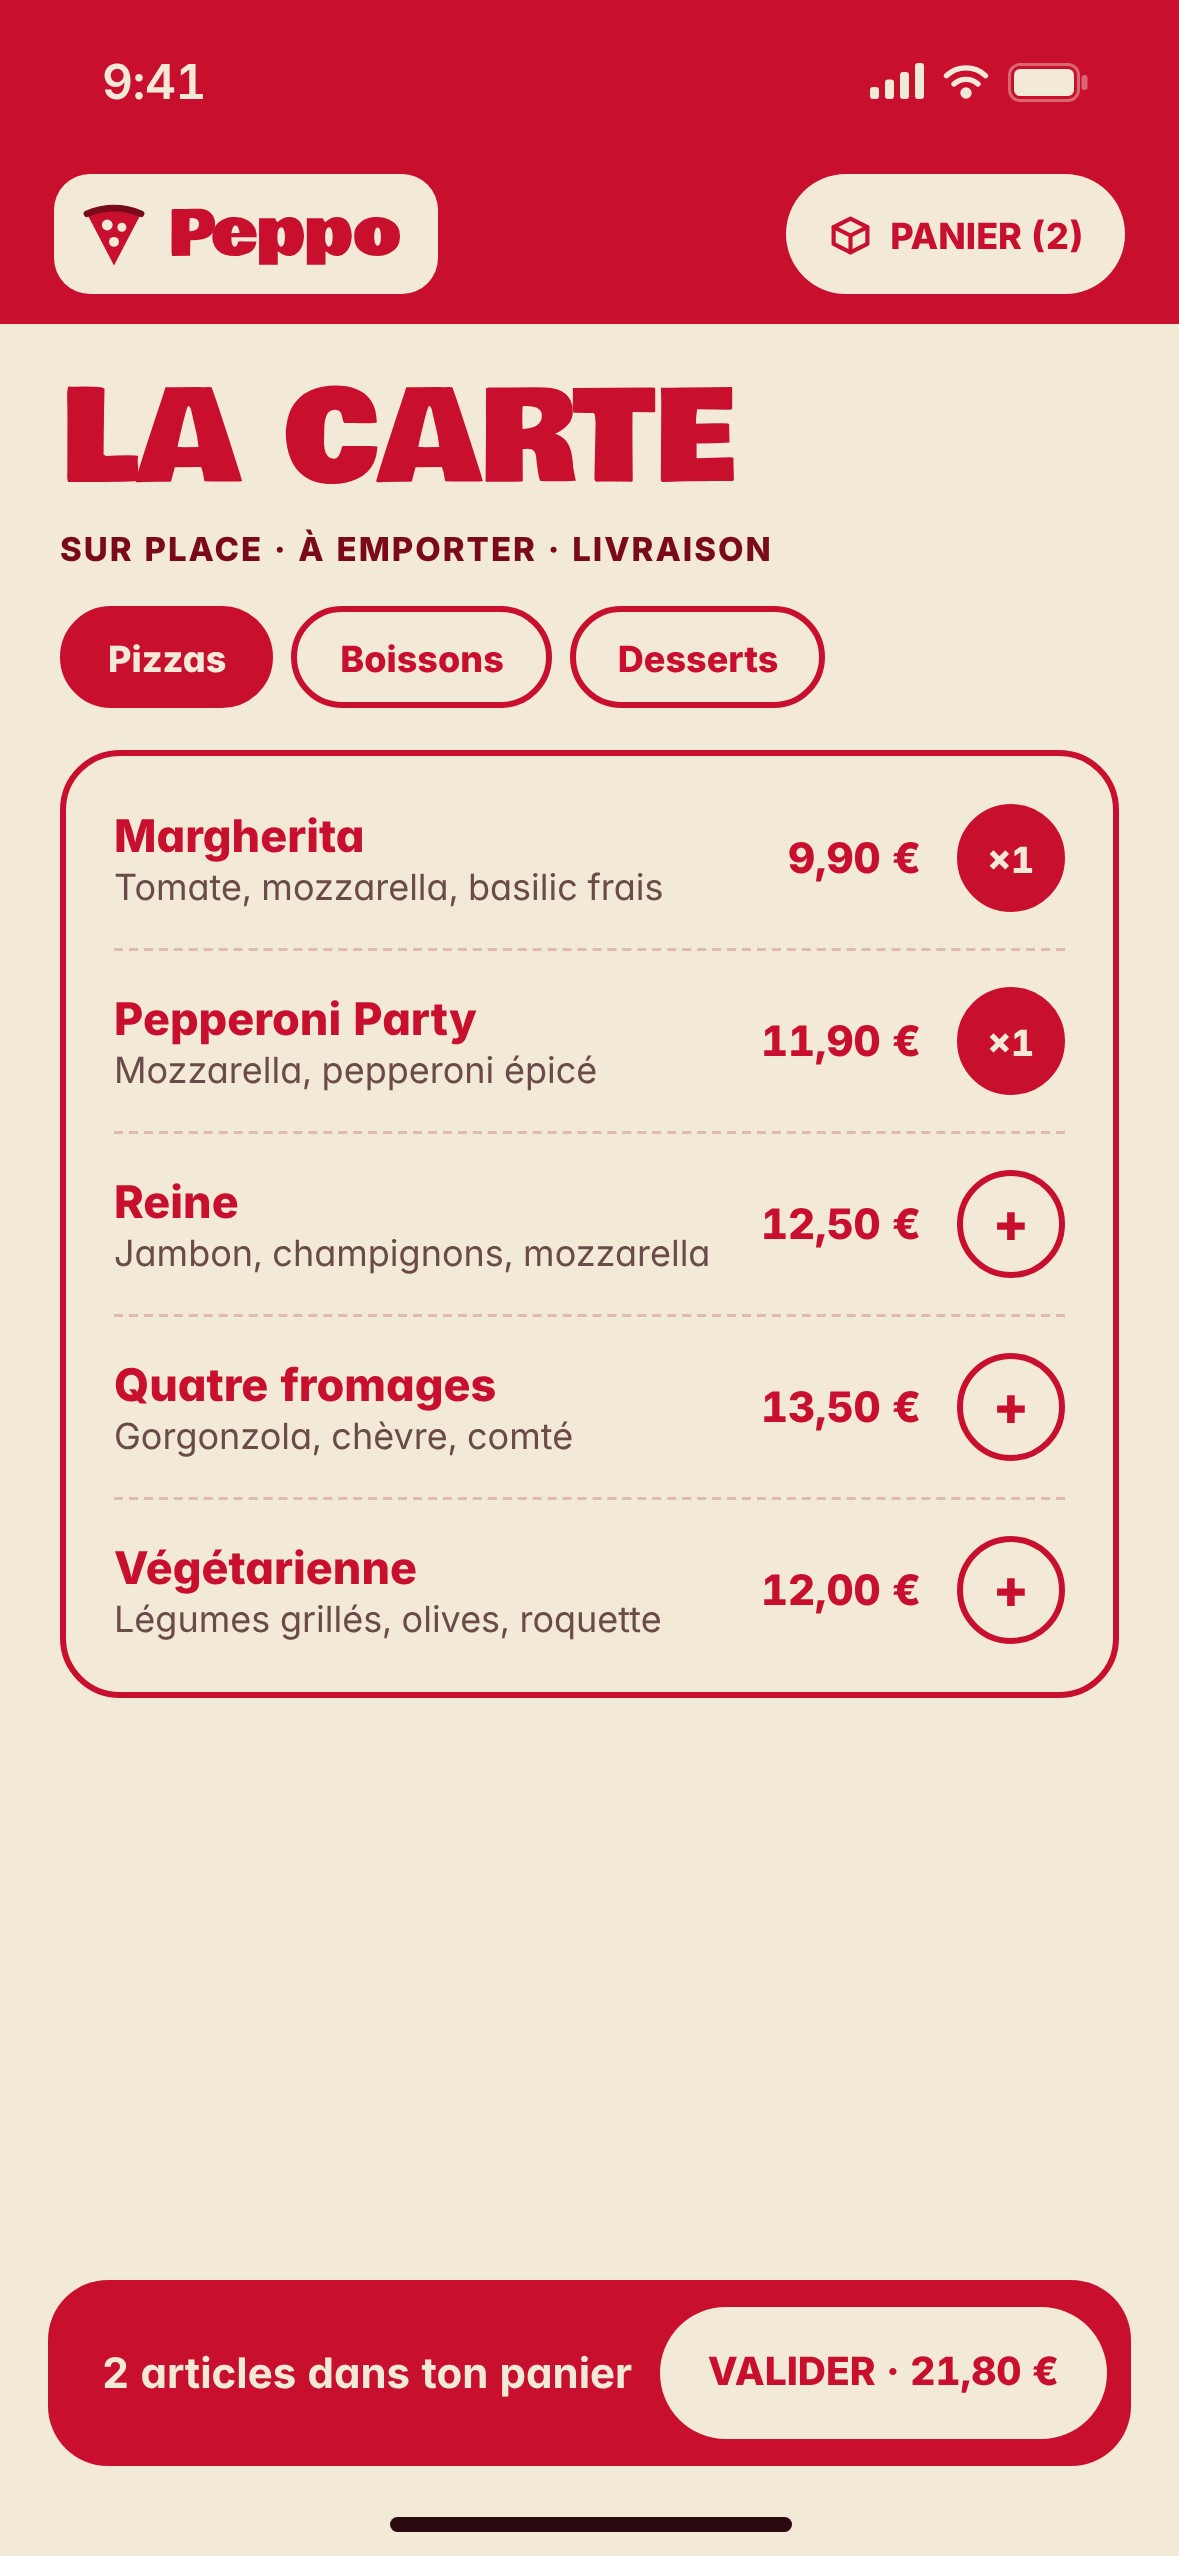 9:41
Peppo
PANIER (2)
LA CARTE
SUR PLACE · À EMPORTER · LIVRAISON
Pizzas
Boissons
Desserts
Margherita
Tomate, mozzarella, basilic frais
9,90 €
×1
Pepperoni Party
Mozzarella, pepperoni épicé
11,90 €
×1
Reine
Jambon, champignons, mozzarella
12,50 €
+
Quatre fromages
Gorgonzola, chèvre, comté
13,50 €
+
Végétarienne
Légumes grillés, olives, roquette
12,00 €
+
2 articles dans ton panier
VALIDER · 21,80 €